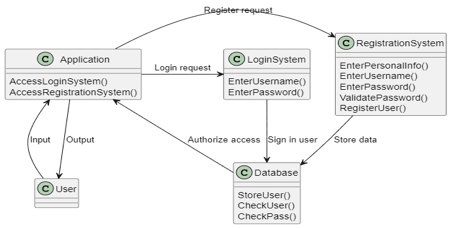 Register request
C Application
AccessLoginSystem()
AccessRegistrationSystem()
Login request
C LoginSystem
EnterUsername()
EnterPassword()
C RegistrationSystem
EnterPersonalInfo()
EnterUsername()
EnterPassword()
ValidatePassword()
RegisterUser()
Input
Output
Authorize access
Sign in user
Store data
C User
C Database
StoreUser()
CheckUser()
CheckPass()